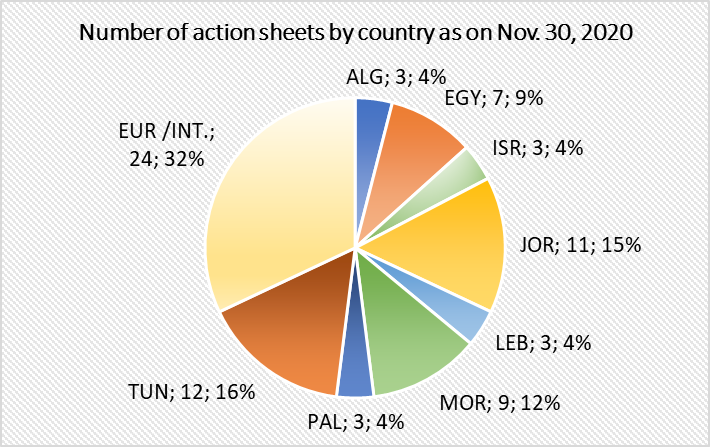 Number of action sheets by country as on Nov. 30, 2020
ALG; 3; 4%
EGY; 7; 9%
ISR; 3; 4%
JOR; 11; 15%
LEB; 3; 4%
MOR; 9; 12%
PAL; 3; 4%
TUN; 12; 16%
EUR /INT.;
24; 32%